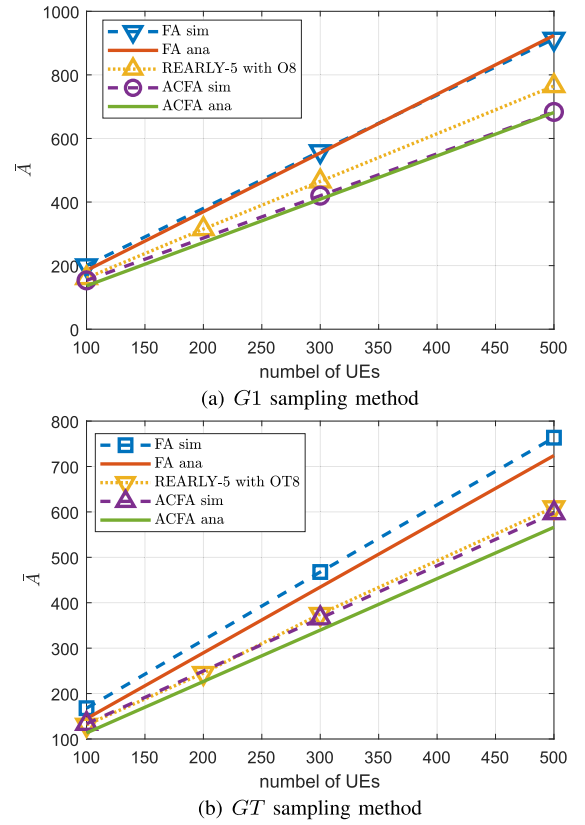 1000
800
600
400
200
0
Ā
FA sim
FA ana
REARLY-5 with O8
ACFA sim
ACFA ana
100 150 200 250 300 350 400 450 500
numbel of UEs
(a) G1 sampling method
800
700
600
500
400
300
200
100
Ā
FA sim
FA ana
REARLY-5 with OT8
ACFA sim
ACFA ana
100 150 200 250 300 350 400 450 500
numbel of UEs
(b) GT sampling method